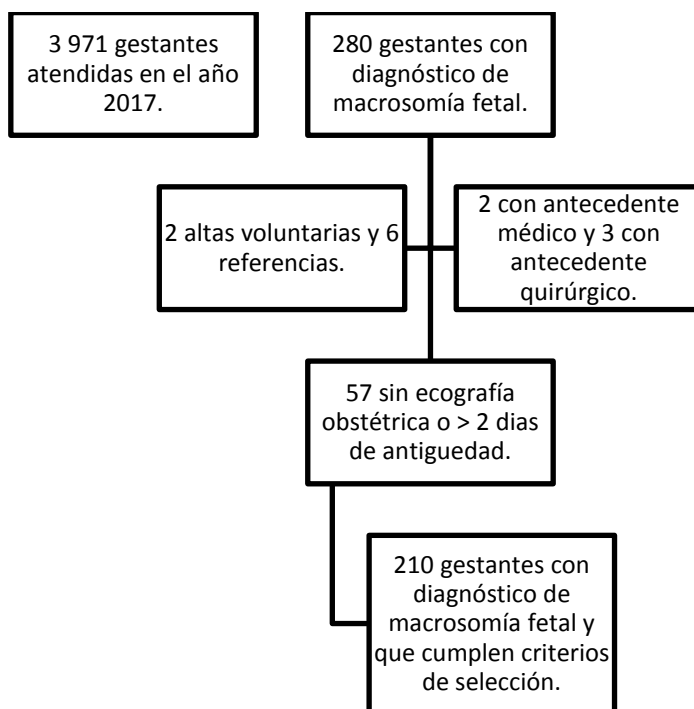 3 971 gestantes
atendidas en el año
2017.
280 gestantes con
diagnóstico de
macrosomía fetal.
2 altas voluntarias y 6
referencias.
2 con antecedente
médico y 3 con
antecedente
quirúrgico.
57 sin ecografía
obstétrica o > 2 dias
de antiguedad.
210 gestantes con
diagnóstico de
macrosomía fetal y
que cumplen criterios
de selección.